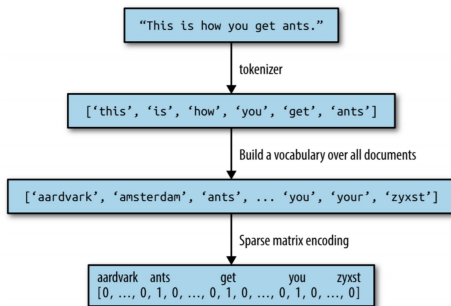 “This is how you get ants.”
tokenizer
[‘this’, ‘is’, ‘how’, ‘you’, ‘get’, ‘ants’]
Build a vocabulary over all documents
[‘aardvark’, ‘amsterdam’, ‘ants’, ... ‘you’, ‘your’, ‘zyxst’]
Sparse matrix encoding
aardvark ants get you zyxst
[0, ..., 0, 1, 0, ..., 0, 1, 0, ..., 0, 1, 0, ..., 0]